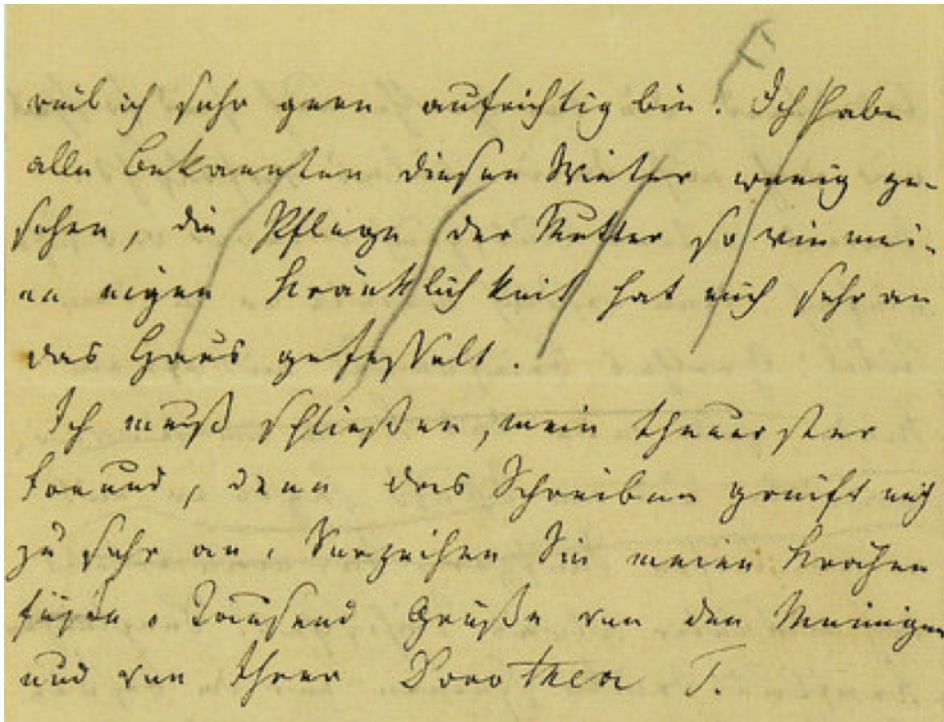 weil ich sehr gern aufrichtig bin. Ich habe
alle Bekannten diesen Winter wenig ge-
sehen, die Pflege der Mutter so wie mei-
ne eigne Kränklichkeit hat mich sehr an
das Haus gefesselt.
Ich muß schließen, mein theuerster
Freund, denn das Schreiben greift mich
zu sehr an, Verzeihen Sie meine Krähen
füße. Tausend Grüße von den Meinigen
und von Ihrer Dorothea T.